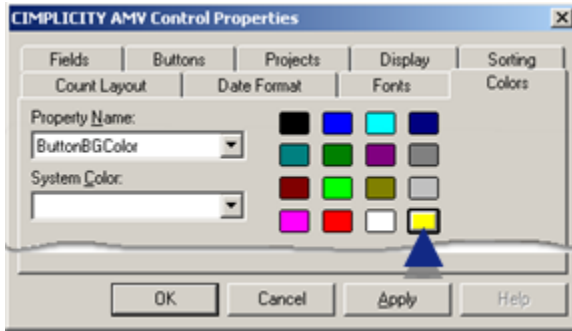 CIMPLICITY AMV Control Properties
Fields Buttons Projects Display Sorting
Count Layout Date Format Fonts Colors
Property Name:
ButtonBGColor
System Color:
OK Cancel Apply Help